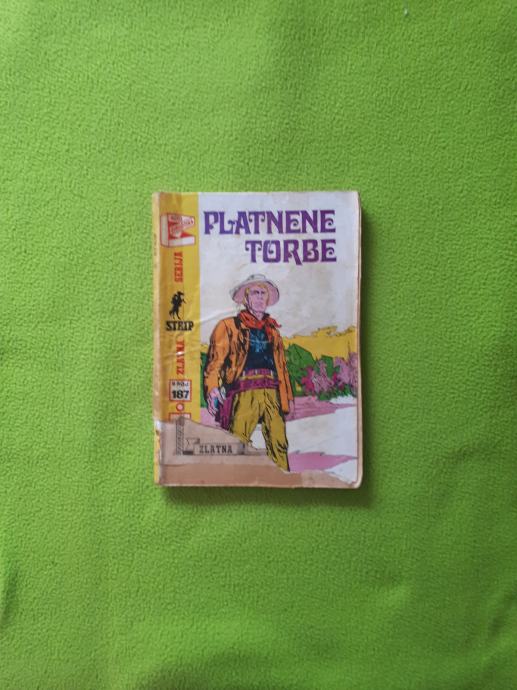 PLATNENE
TORBE
ZLATNA STRIP SERIJA
BROJ
187
ZLATNA